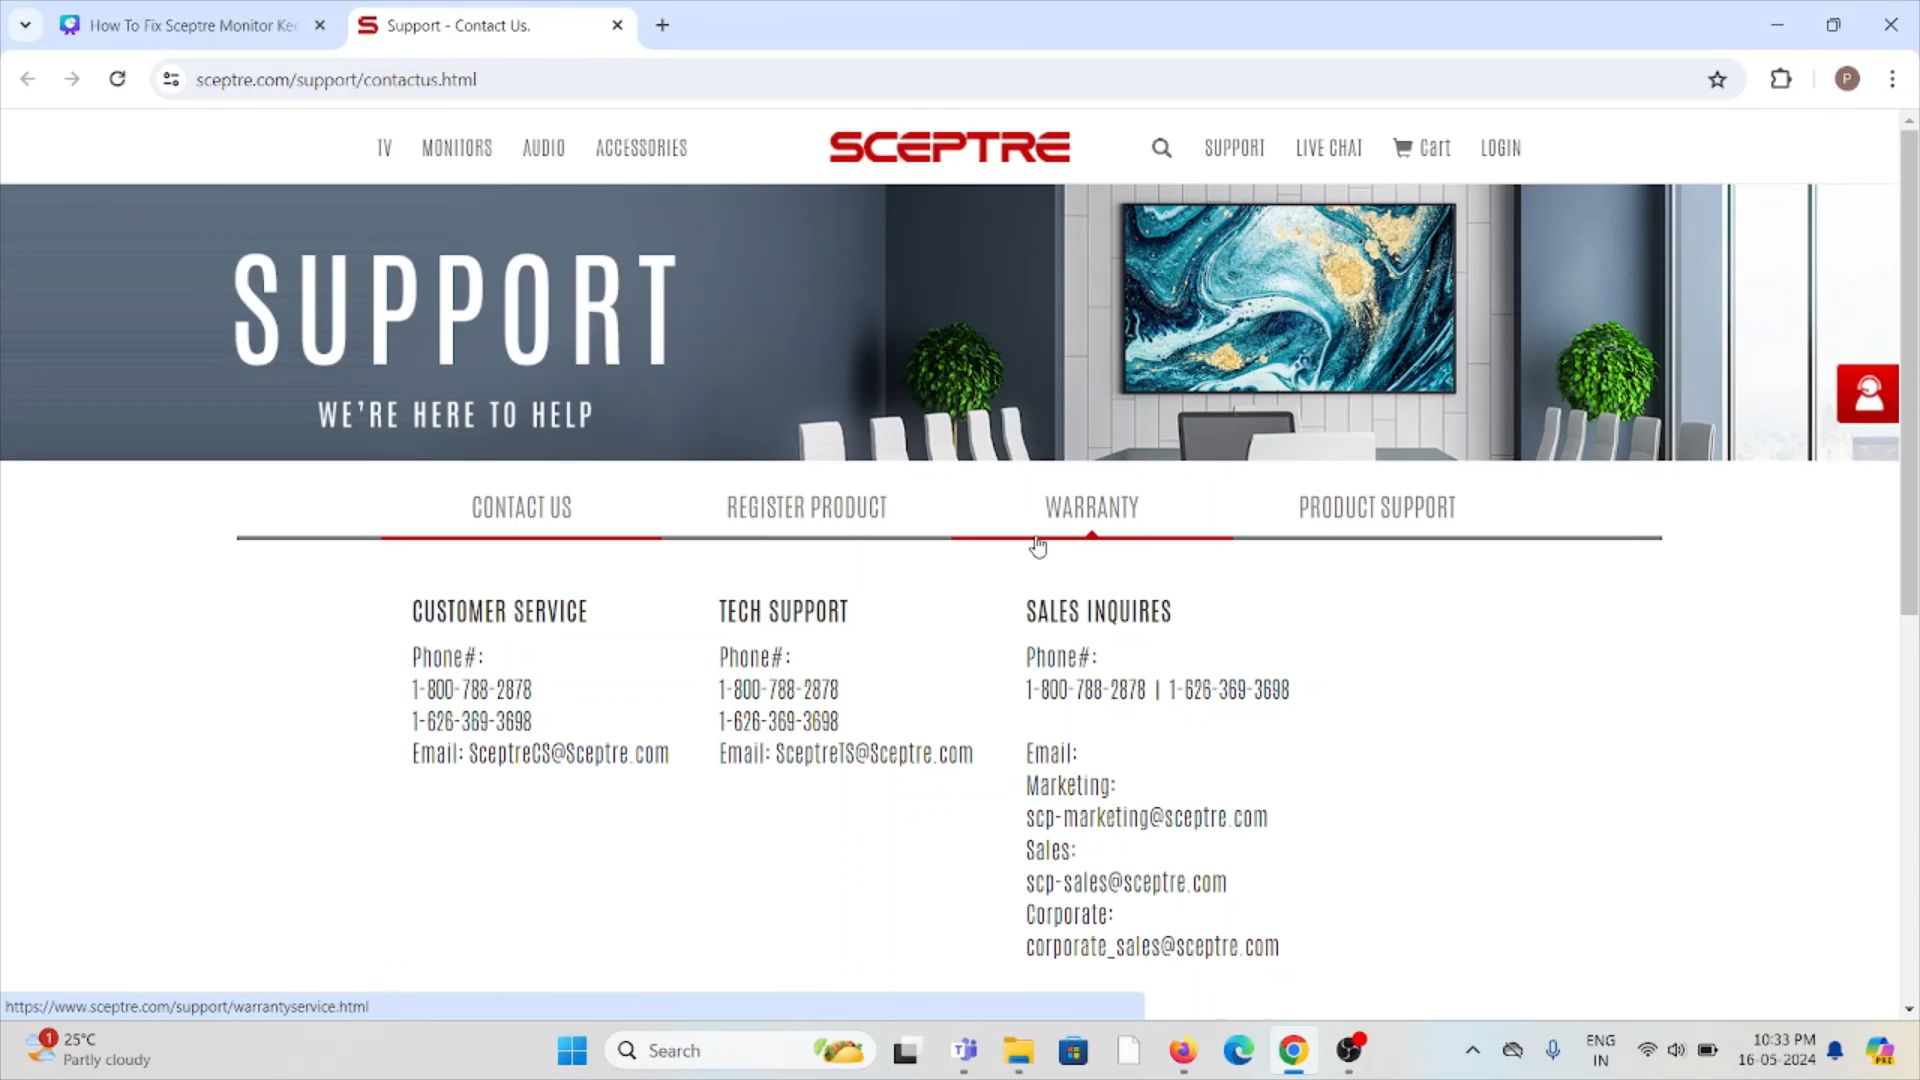 How To Fix Sceptre Monitor Kee
Support - Contact Us.
sceptre.com/support/contactus.html
P
TV
MONITORS
AUDIO
ACCESSORIES
SCEPTRE
SUPPORT
LIVE CHAT
Cart
LOGIN
SUPPORT
WE'RE HERE TO HELP
CONTACT US
REGISTER PRODUCT
WARRANTY
PRODUCT SUPPORT
CUSTOMER SERVICE
Phone#:
1-800-788-2878
1-626-369-3698
Email: SceptreCS@Sceptre.com
TECH SUPPORT
Phone#:
1-800-788-2878
1-626-369-3698
Email: SceptreTS@Sceptre.com
SALES INQUIRES
Phone#:
1-800-788-2878 | 1-626-369-3698
Email:
Marketing:
scp-marketing@sceptre.com
Sales:
scp-sales@sceptre.com
Corporate:
corporate_sales@sceptre.com
https://www.sceptre.com/support/warrantyservice.html
1
25°C
Partly cloudy
Search
ENG
IN
10:33 PM
16-05-2024
PRE